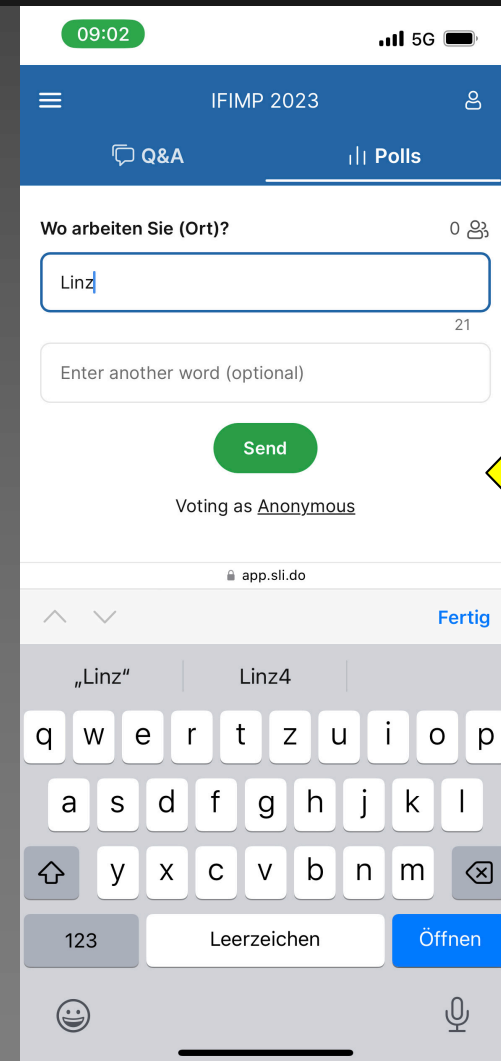 09:02 5G
IFIMP 2023
Q&A Polls
Wo arbeiten Sie (Ort)? 0
Linz
21
Enter another word (optional)
Send
Voting as Anonymous
app.sli.do
Fertig
„Linz“ Linz4
q w e r t z u i o p
a s d f g h j k l
y x c v b n m
123 Leerzeichen Öffnen